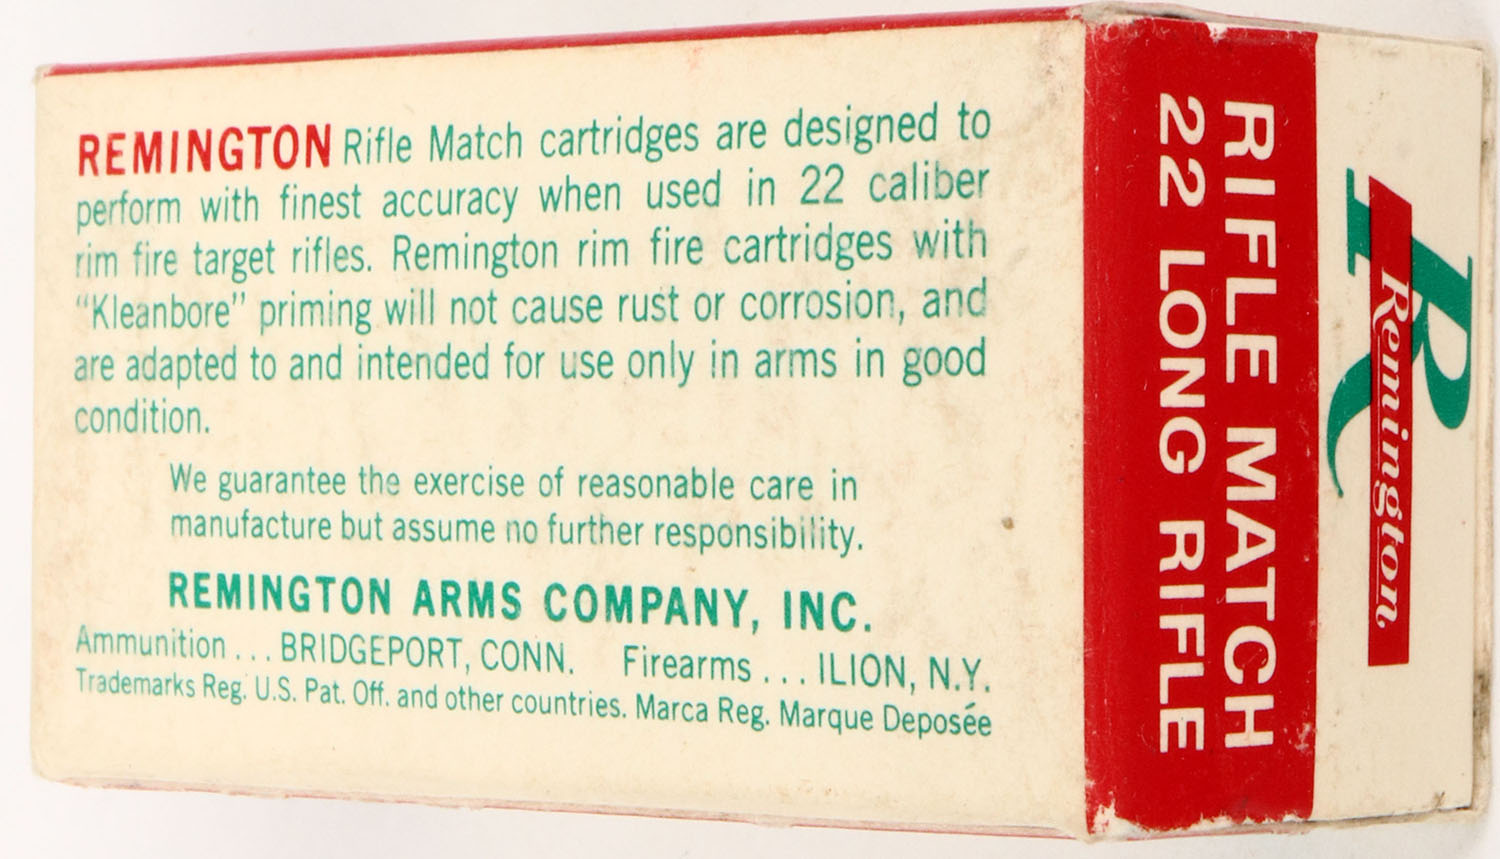 REMINGTON Rifle Match cartridges are designed to
perform with finest accuracy when used in 22 caliber
rim fire target rifles. Remington rim fire cartridges with
"Kleanbore" priming will not cause rust or corrosion, and
are adapted to and intended for use only in arms in good
condition.
We guarantee the exercise of reasonable care in
manufacture but assume no further responsibility.
REMINGTON ARMS COMPANY, INC.
Ammunition ... BRIDGEPORT, CONN. Firearms ... ILION, N.Y.
Trademarks Reg. U.S. Pat. Off. and other countries. Marca Reg. Marque Deposée
R
Remington
RIFLE MATCH
22 LONG RIFLE